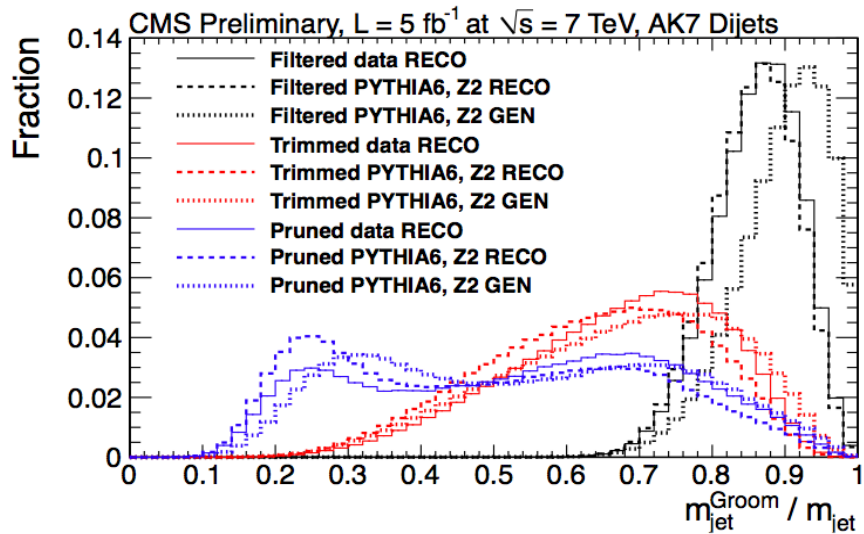 CMS Preliminary, L = 5 fb⁻¹ at √s = 7 TeV, AK7 Dijets
Fraction
0.14
0.12
0.1
0.08
0.06
0.04
0.02
0
Filtered data RECO
Filtered PYTHIA6, Z2 RECO
Filtered PYTHIA6, Z2 GEN
Trimmed data RECO
Trimmed PYTHIA6, Z2 RECO
Trimmed PYTHIA6, Z2 GEN
Pruned data RECO
Pruned PYTHIA6, Z2 RECO
Pruned PYTHIA6, Z2 GEN
0 0.1 0.2 0.3 0.4 0.5 0.6 0.7 0.8 0.9 1
m_jet^Groom / m_jet